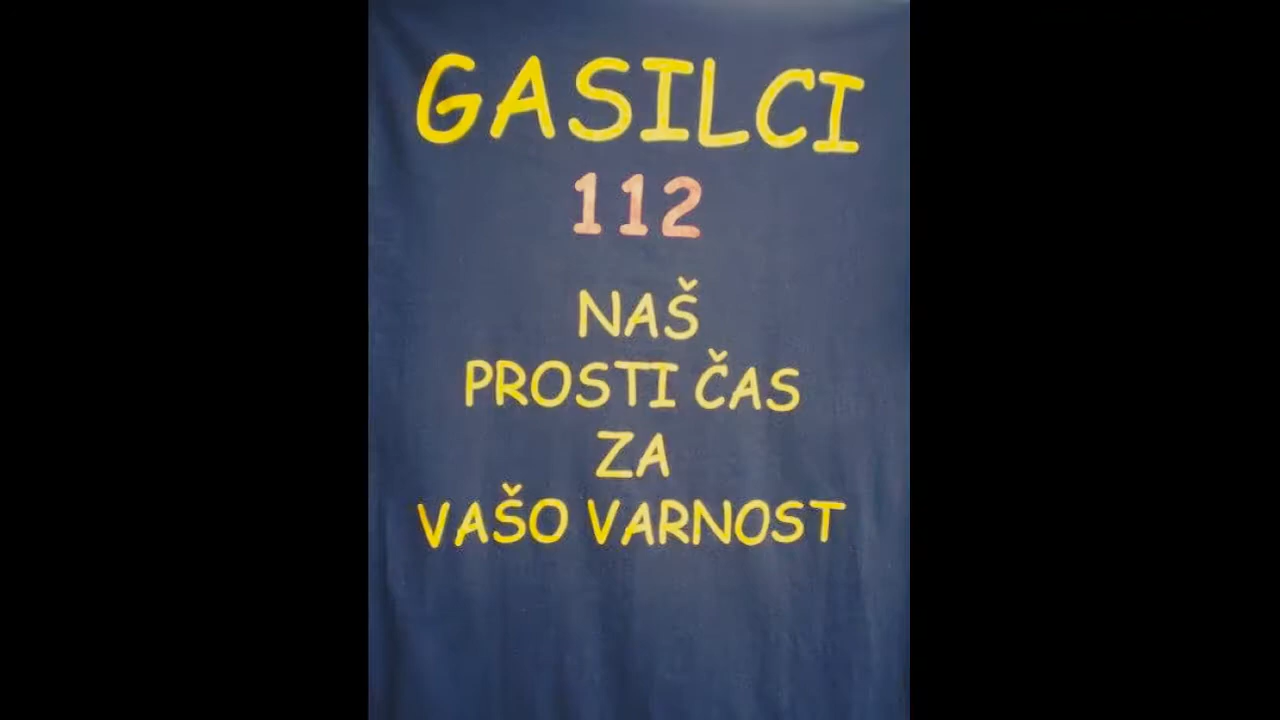 GASILCI
112
NAŠ
PROSTI ČAS
ZA
VAŠO VARNOST